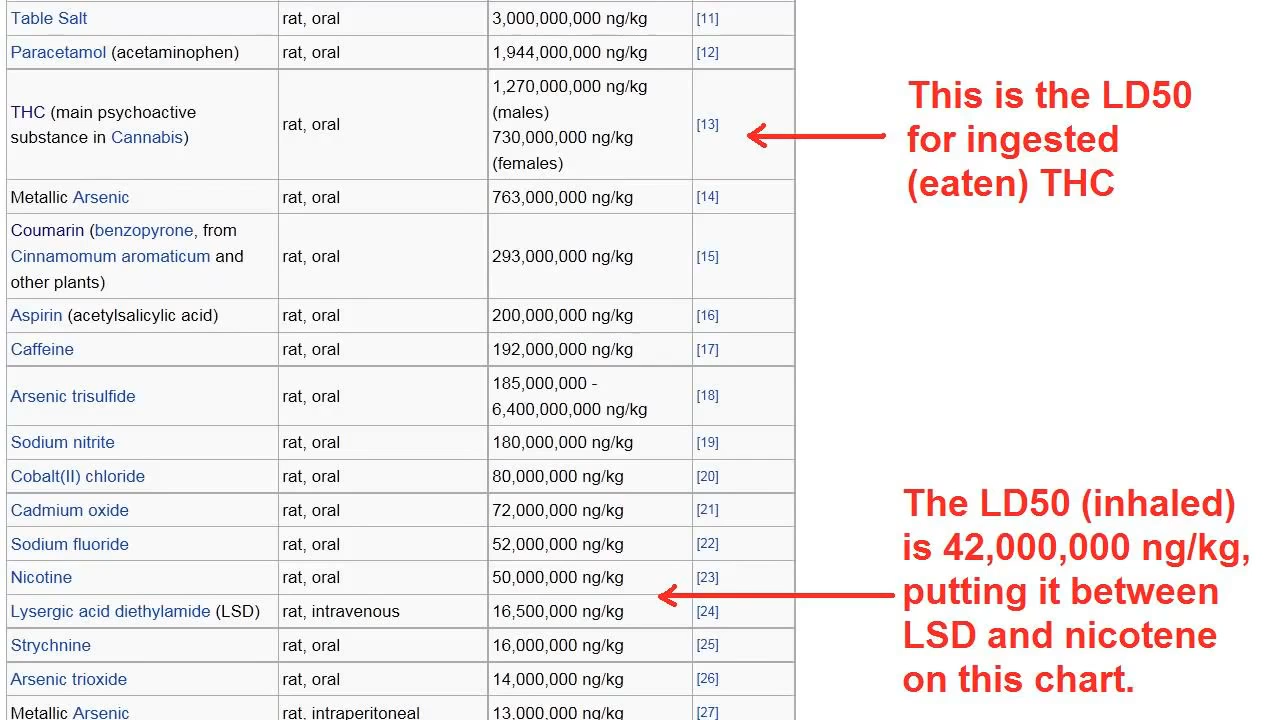 Table Salt rat, oral 3,000,000,000 ng/kg [11]
Paracetamol (acetaminophen) rat, oral 1,944,000,000 ng/kg [12]
THC (main psychoactive
substance in Cannabis)
rat, oral
1,270,000,000 ng/kg
(males)
730,000,000 ng/kg
(females)
[13]
Metallic Arsenic rat, oral 763,000,000 ng/kg [14]
Coumarin (benzopyrone, from
Cinnamomum aromaticum and
other plants)
rat, oral 293,000,000 ng/kg [15]
Aspirin (acetylsalicylic acid) rat, oral 200,000,000 ng/kg [16]
Caffeine rat, oral 192,000,000 ng/kg [17]
Arsenic trisulfide rat, oral
185,000,000 -
6,400,000,000 ng/kg
[18]
Sodium nitrite rat, oral 180,000,000 ng/kg [19]
Cobalt(II) chloride rat, oral 80,000,000 ng/kg [20]
Cadmium oxide rat, oral 72,000,000 ng/kg [21]
Sodium fluoride rat, oral 52,000,000 ng/kg [22]
Nicotine rat, oral 50,000,000 ng/kg [23]
Lysergic acid diethylamide (LSD) rat, intravenous 16,500,000 ng/kg [24]
Strychnine rat, oral 16,000,000 ng/kg [25]
Arsenic trioxide rat, oral 14,000,000 ng/kg [26]
Metallic Arsenic rat, intraperitoneal 13,000,000 ng/kg [27]
This is the LD50
for ingested
(eaten) THC
The LD50 (inhaled)
is 42,000,000 ng/kg,
putting it between
LSD and nicotene
on this chart.